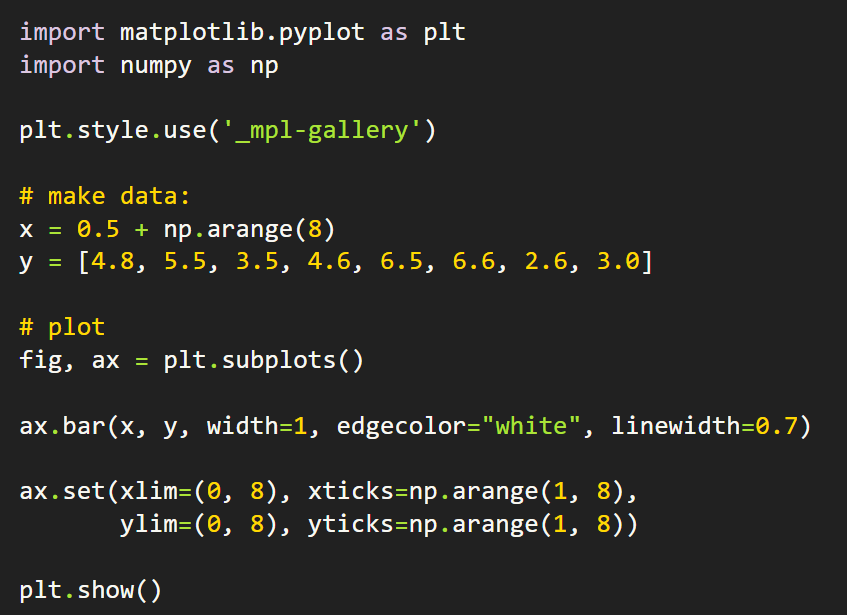 import matplotlib.pyplot as plt
import numpy as np
plt.style.use('_mpl-gallery')
# make data:
x = 0.5 + np.arange(8)
y = [4.8, 5.5, 3.5, 4.6, 6.5, 6.6, 2.6, 3.0]
# plot
fig, ax = plt.subplots()
ax.bar(x, y, width=1, edgecolor="white", linewidth=0.7)
ax.set(xlim=(0, 8), xticks=np.arange(1, 8),
       ylim=(0, 8), yticks=np.arange(1, 8))
plt.show()